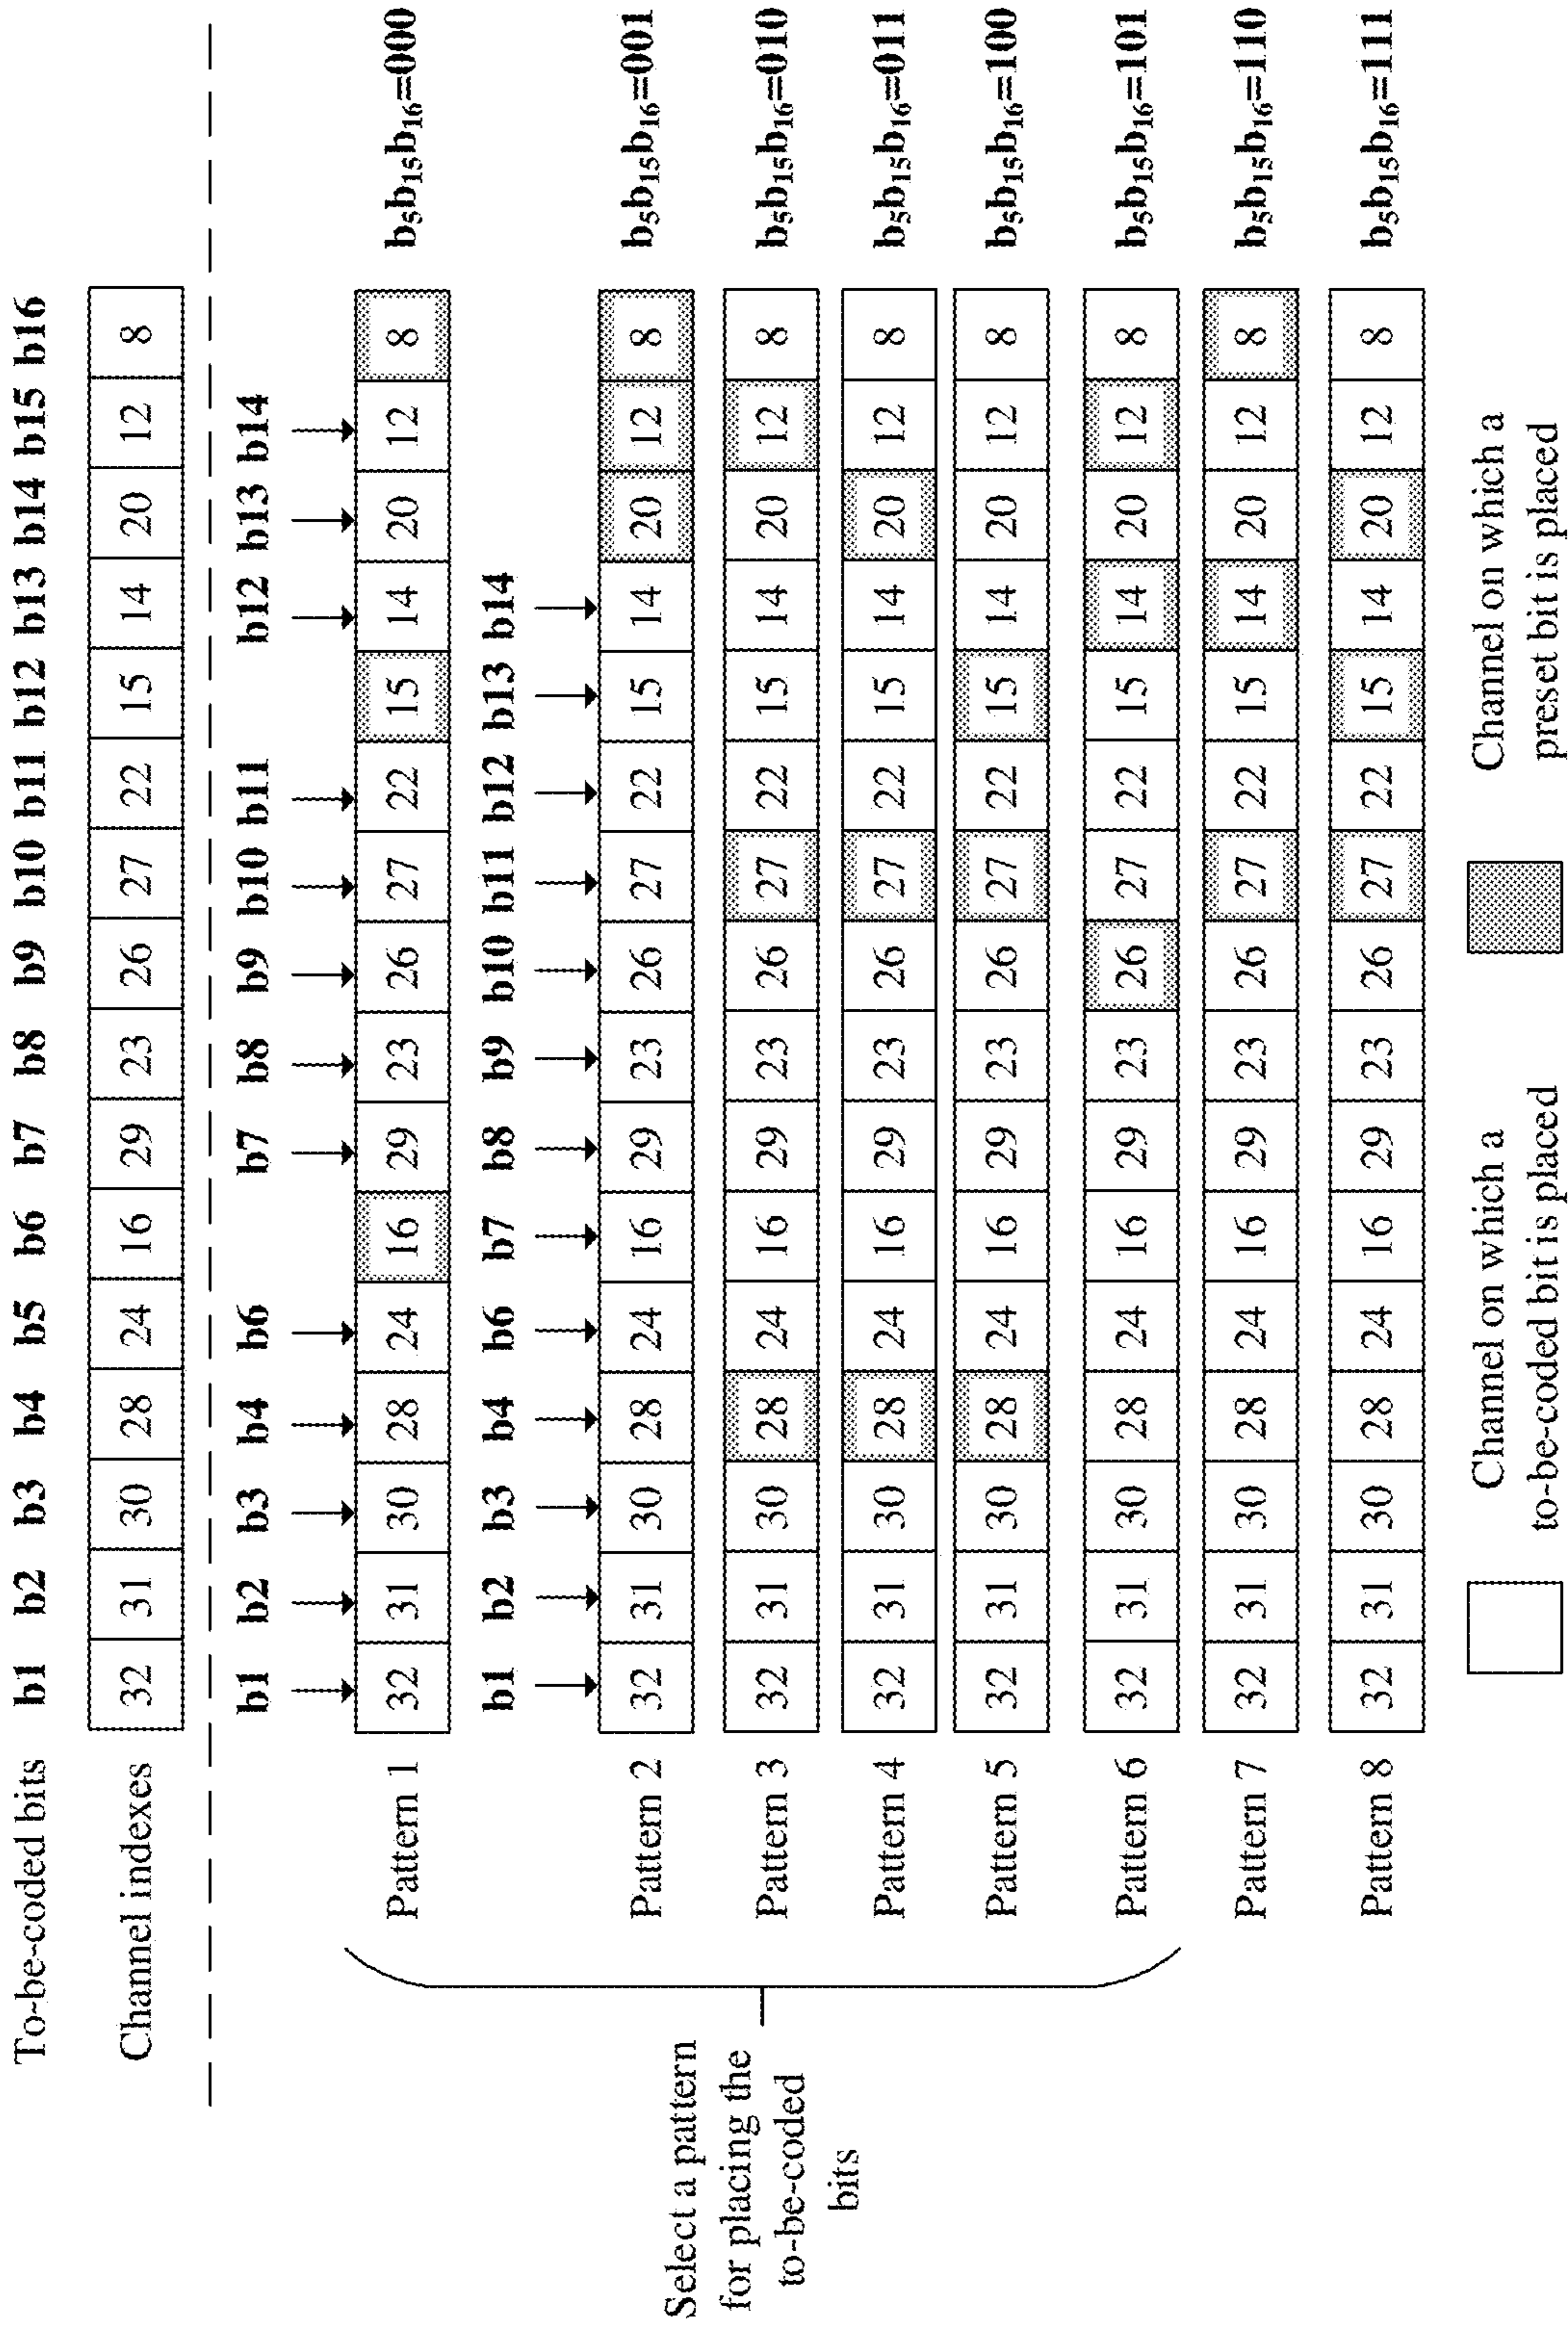 To-be-coded bits b1 b2 b3 b4 b5 b6 b7 b8 b9 b10 b11 b12 b13 b14 b15 b16
Channel indexes 32 31 30 28 24 16 29 23 26 27 22 15 14 20 12 8
b1 b2 b3 b4 b6 b7 b8 b9 b10 b11 b12 b13 b14
Pattern 1 32 31 30 28 24 16 29 23 26 27 22 15 14 20 12 8 b₅b₁₅b₁₆=000
b1 b2 b3 b4 b6 b7 b8 b9 b10 b11 b12 b13 b14
Pattern 2 32 31 30 28 24 16 29 23 26 27 22 15 14 20 12 8 b₅b₁₅b₁₆=001
Pattern 3 32 31 30 28 24 16 29 23 26 27 22 15 14 20 12 8 b₅b₁₅b₁₆=010
Pattern 4 32 31 30 28 24 16 29 23 26 27 22 15 14 20 12 8 b₅b₁₅b₁₆=011
Pattern 5 32 31 30 28 24 16 29 23 26 27 22 15 14 20 12 8 b₅b₁₅b₁₆=100
Pattern 6 32 31 30 28 24 16 29 23 26 27 22 15 14 20 12 8 b₅b₁₅b₁₆=101
Pattern 7 32 31 30 28 24 16 29 23 26 27 22 15 14 20 12 8 b₅b₁₅b₁₆=110
Pattern 8 32 31 30 28 24 16 29 23 26 27 22 15 14 20 12 8 b₅b₁₅b₁₆=111
Select a pattern
for placing the
to-be-coded
bits
Channel on which a
to-be-coded bit is placed
Channel on which a
preset bit is placed